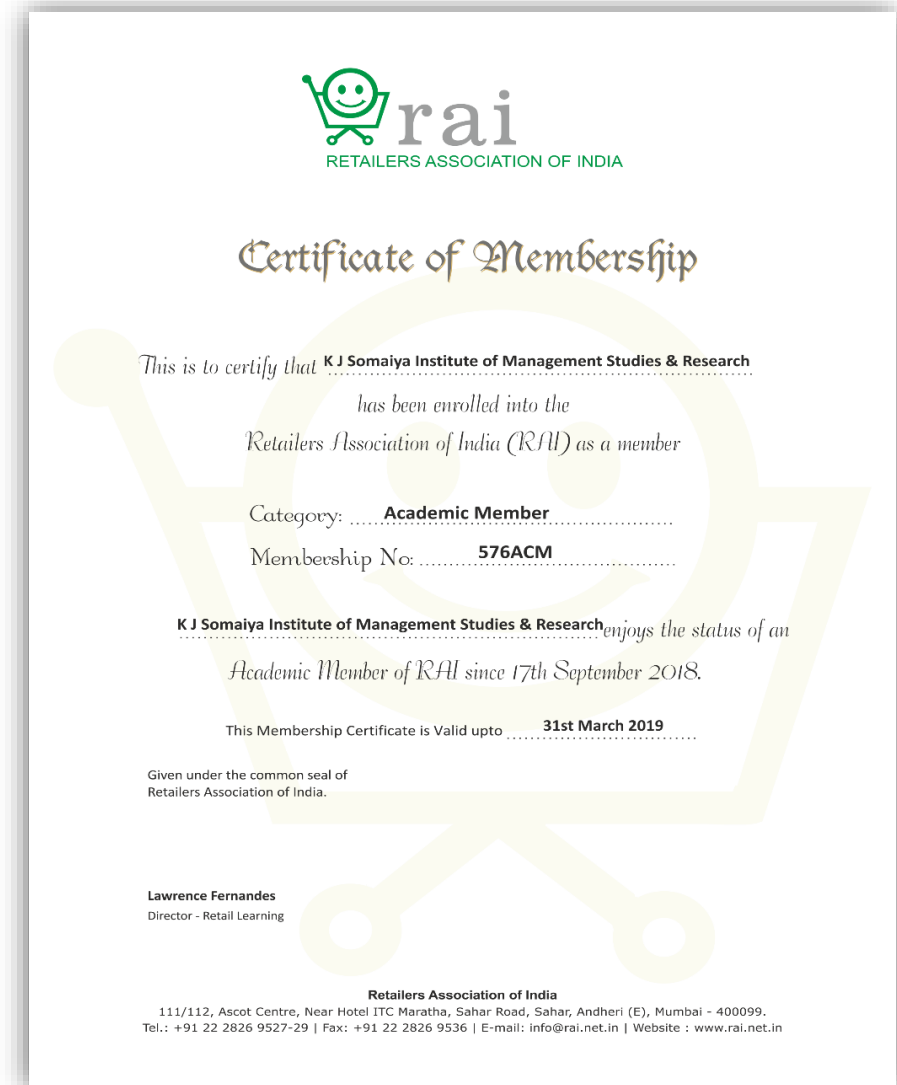 rai
RETAILERS ASSOCIATION OF INDIA
Certificate of Membership
This is to certify that K J Somaiya Institute of Management Studies & Research
has been enrolled into the
Retailers Association of India (RAI) as a member
Category: Academic Member
Membership No: 576ACM
K J Somaiya Institute of Management Studies & Research enjoys the status of an
Academic Member of RAI since 17th September 2018.
This Membership Certificate is Valid upto 31st March 2019
Given under the common seal of
Retailers Association of India.
Lawrence Fernandes
Director - Retail Learning
Retailers Association of India
111/112, Ascot Centre, Near Hotel ITC Maratha, Sahar Road, Sahar, Andheri (E), Mumbai - 400099.
Tel.: +91 22 2826 9527-29 | Fax: +91 22 2826 9536 | E-mail: info@rai.net.in | Website : www.rai.net.in